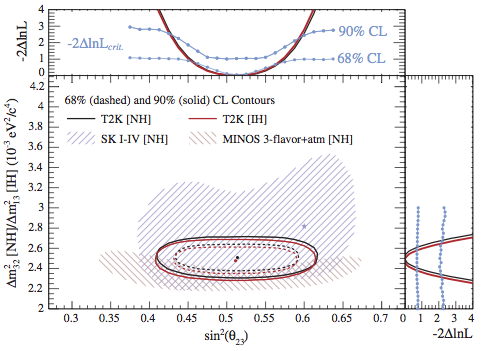 4
3
2
1
0
-2ΔlnL
-2ΔlnLcrit.
90% CL
68% CL
4.2
4
3.8
3.6
3.4
3.2
3
2.8
2.6
2.4
2.2
2
Δm²32 [NH]/Δm²13 [IH] (10⁻³ eV²/c⁴)
68% (dashed) and 90% (solid) CL Contours
T2K [NH] T2K [IH]
SK I-IV [NH] MINOS 3-flavor+atm [NH]
0.3 0.35 0.4 0.45 0.5 0.55 0.6 0.65 0.7
sin²(θ23)
0 1 2 3 4
-2ΔlnL